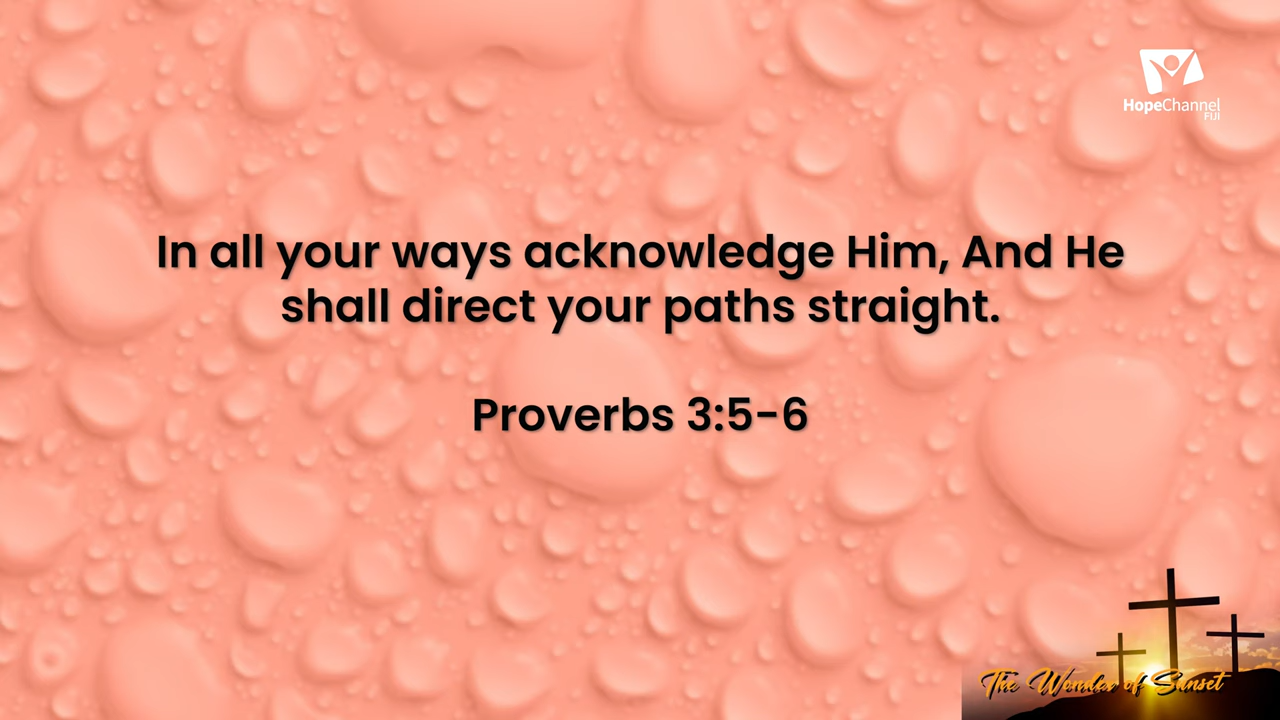 HopeChannel
FIJI
In all your ways acknowledge Him, And He
shall direct your paths straight.
Proverbs 3:5-6
The Wonder of Sunset